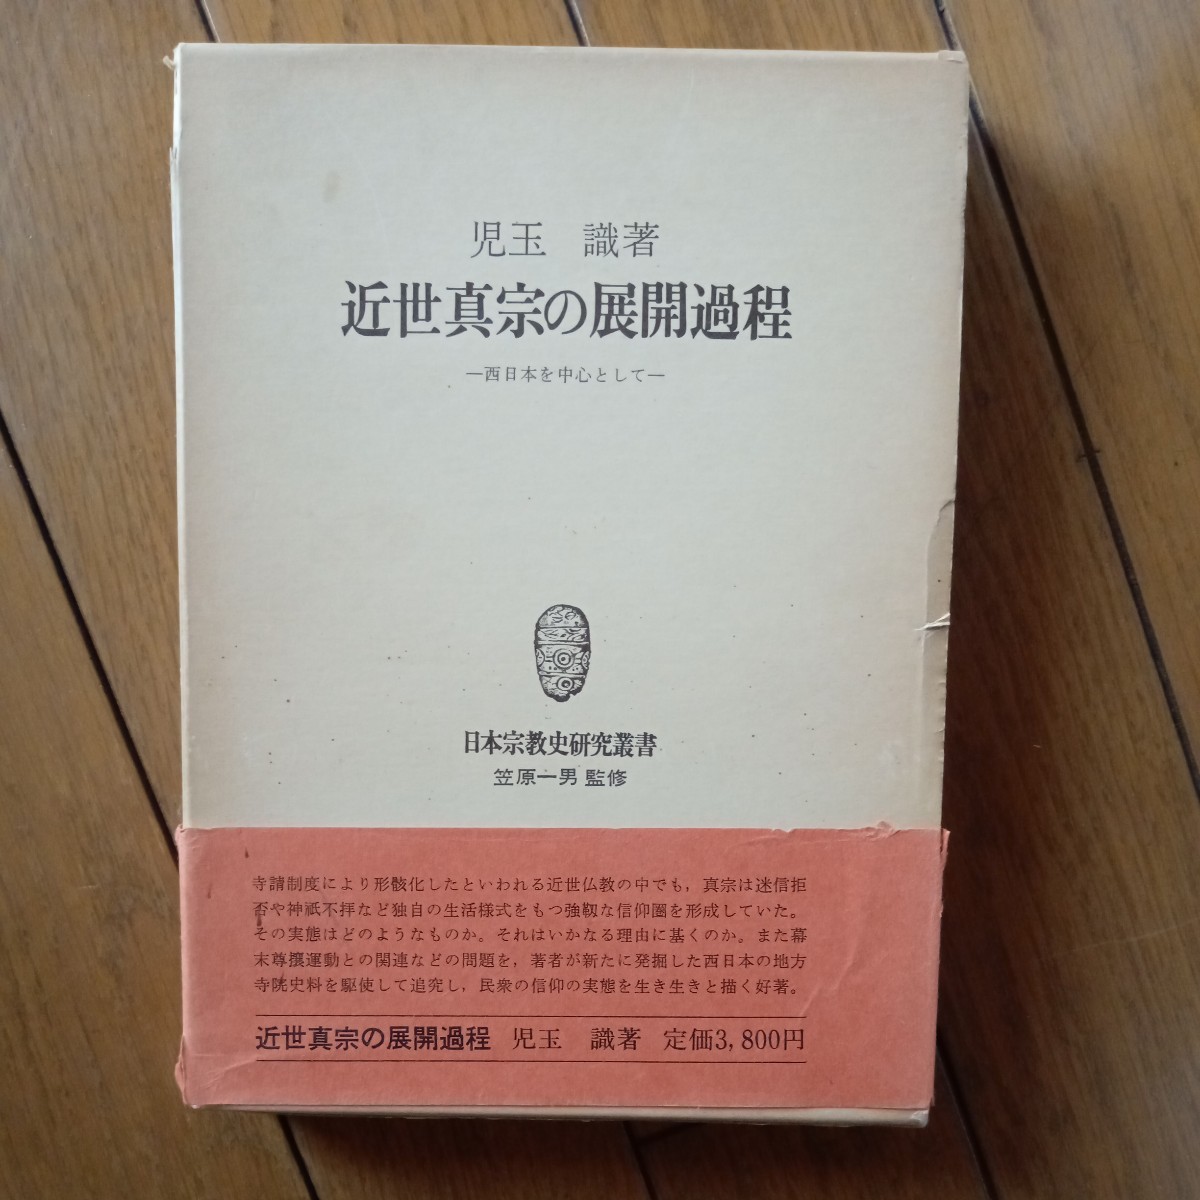 児玉 識著
近世真宗の展開過程
―西日本を中心として―
日本宗教史研究叢書
笠原一男 監修
寺請制度により形骸化したといわれる近世仏教の中でも，真宗は迷信拒
否や神祇不拝など独自の生活様式をもつ強靱な信仰圏を形成していた。
その実態はどのようなものか。それはいかなる理由に基くのか。また幕
末尊攘運動との関連などの問題を，著者が新たに発掘した西日本の地方
寺院史料を駆使して追究し，民衆の信仰の実態を生き生きと描く好著。
近世真宗の展開過程 児玉 識著 定価3,800円